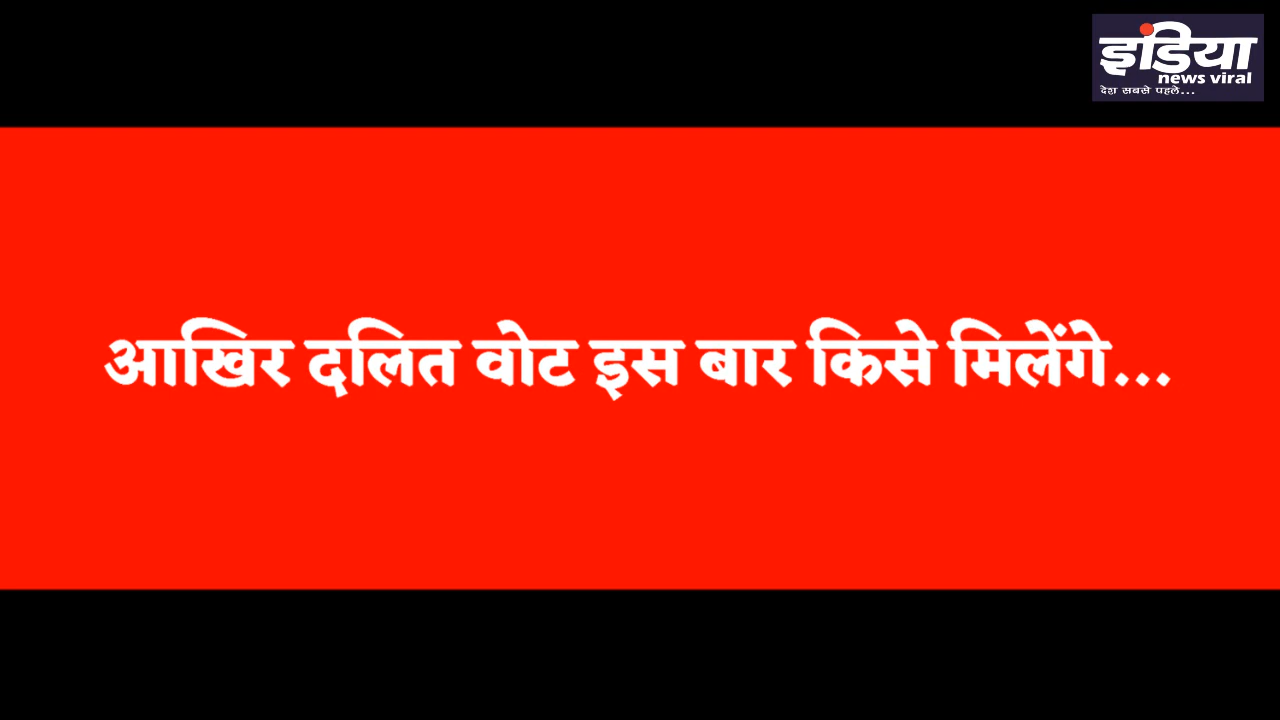 इंडिया
news viral
देश सबसे पहले...
आखिर दलित वोट इस बार किसे मिलेंगे...